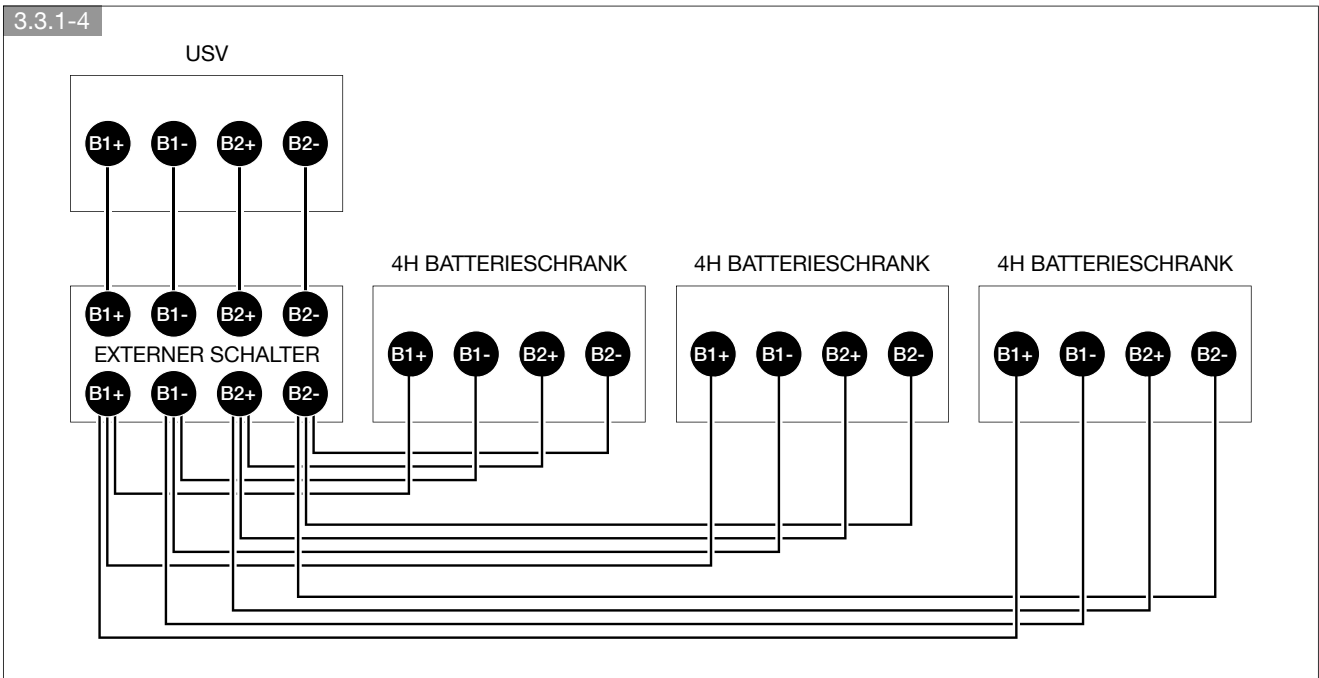 3.3.1-4
USV
B1+ B1- B2+ B2-
4H BATTERIESCHRANK 4H BATTERIESCHRANK 4H BATTERIESCHRANK
B1+ B1- B2+ B2-
EXTERNER SCHALTER
B1+ B1- B2+ B2- B1+ B1- B2+ B2- B1+ B1- B2+ B2-
B1+ B1- B2+ B2-